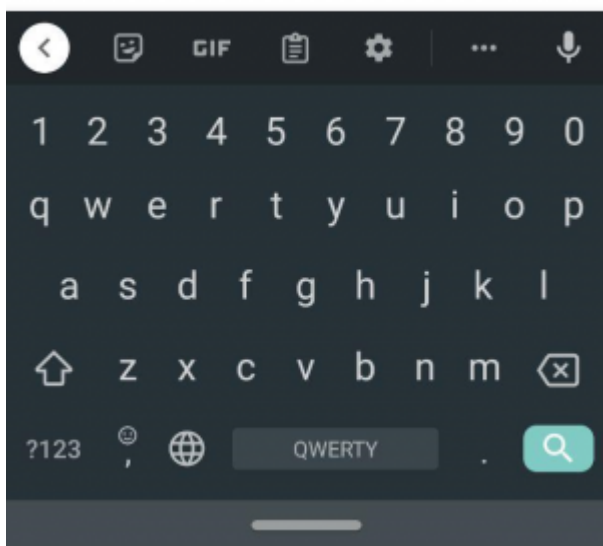 GIF
1 2 3 4 5 6 7 8 9 0
q w e r t y u i o p
a s d f g h j k l
z x c v b n m
?123 , QWERTY .